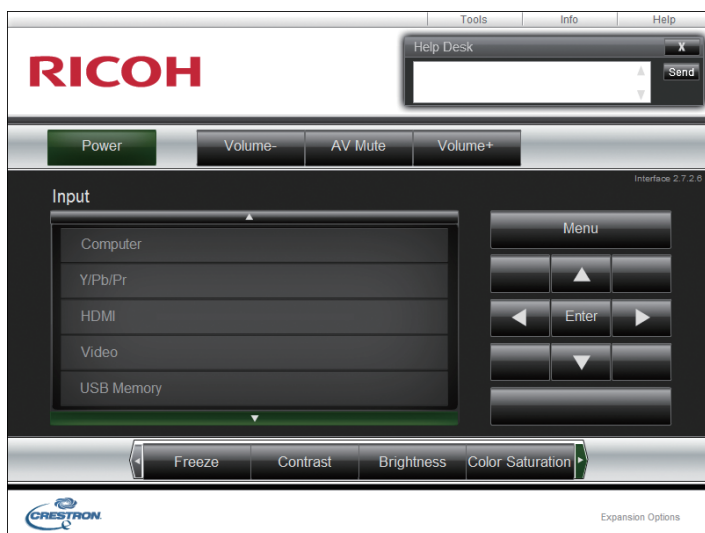 Tools Info Help
RICOH
Help Desk X
Send
Power Volume- AV Mute Volume+
Interface 2.7.2.6
Input
Computer
Y/Pb/Pr
HDMI
Video
USB Memory
Menu
Enter
Freeze Contrast Brightness Color Saturation
CRESTRON
Expansion Options